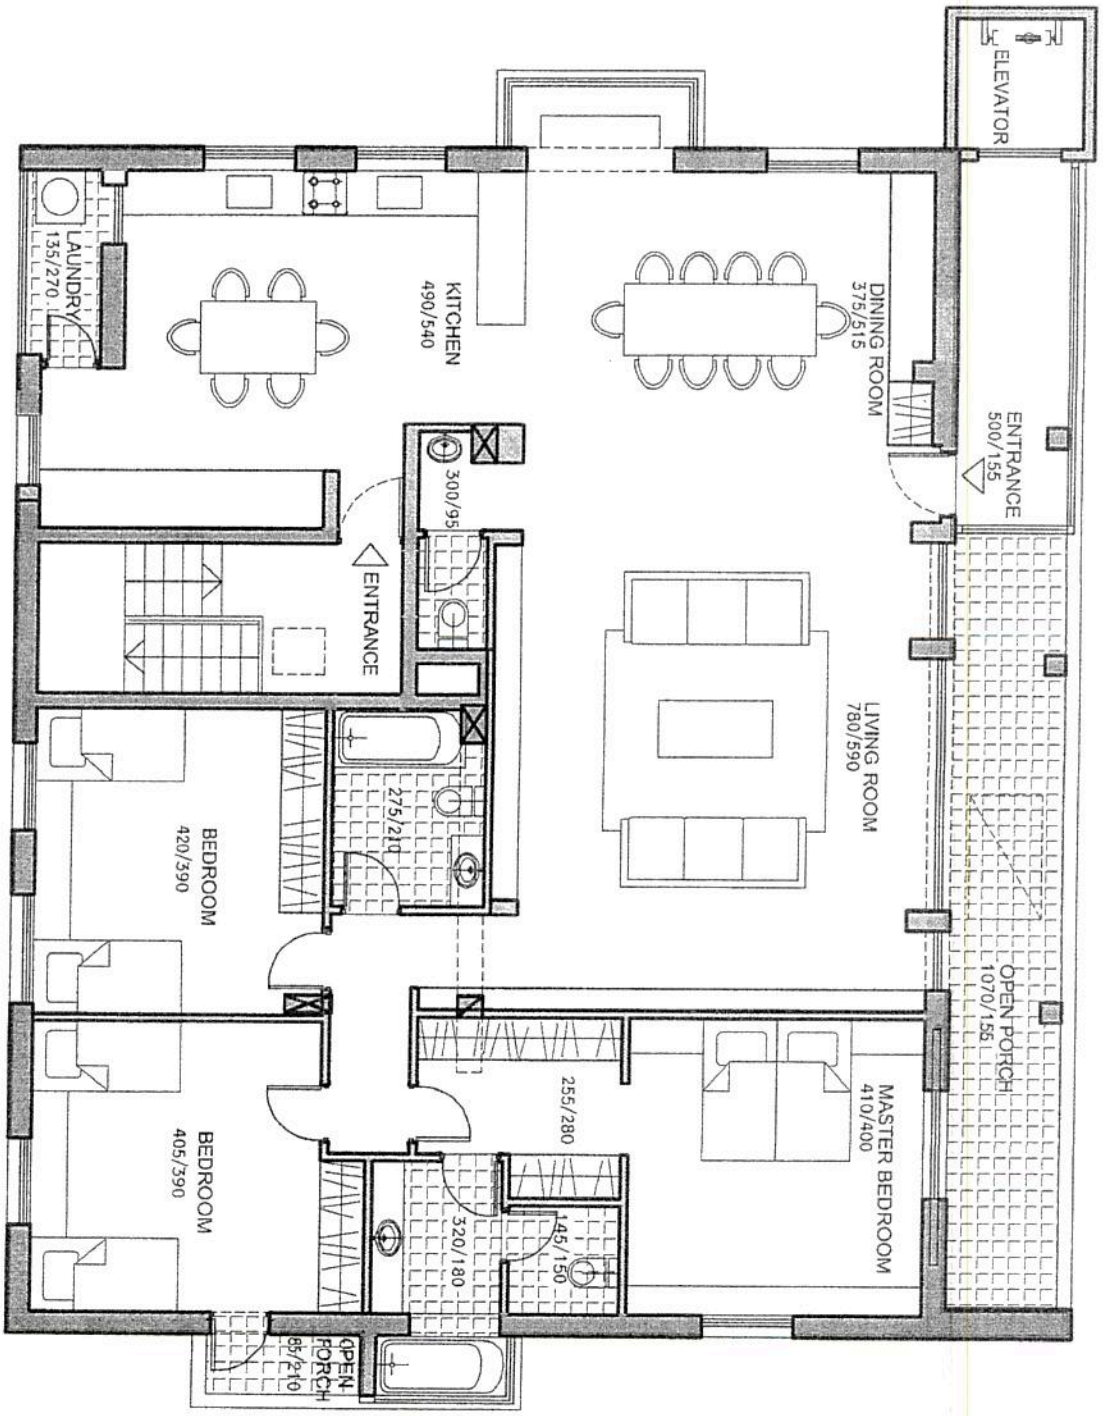 ELEVATOR
ENTRANCE
500/155
OPEN PORCH
1070/155
DINING ROOM
375/515
LIVING ROOM
780/590
MASTER BEDROOM
410/400
KITCHEN
490/540
300/95
255/280
145/150
ENTRANCE
275/210
320/180
LAUNDRY
135/270
BEDROOM
420/390
BEDROOM
405/390
OPEN
PORCH
85/210